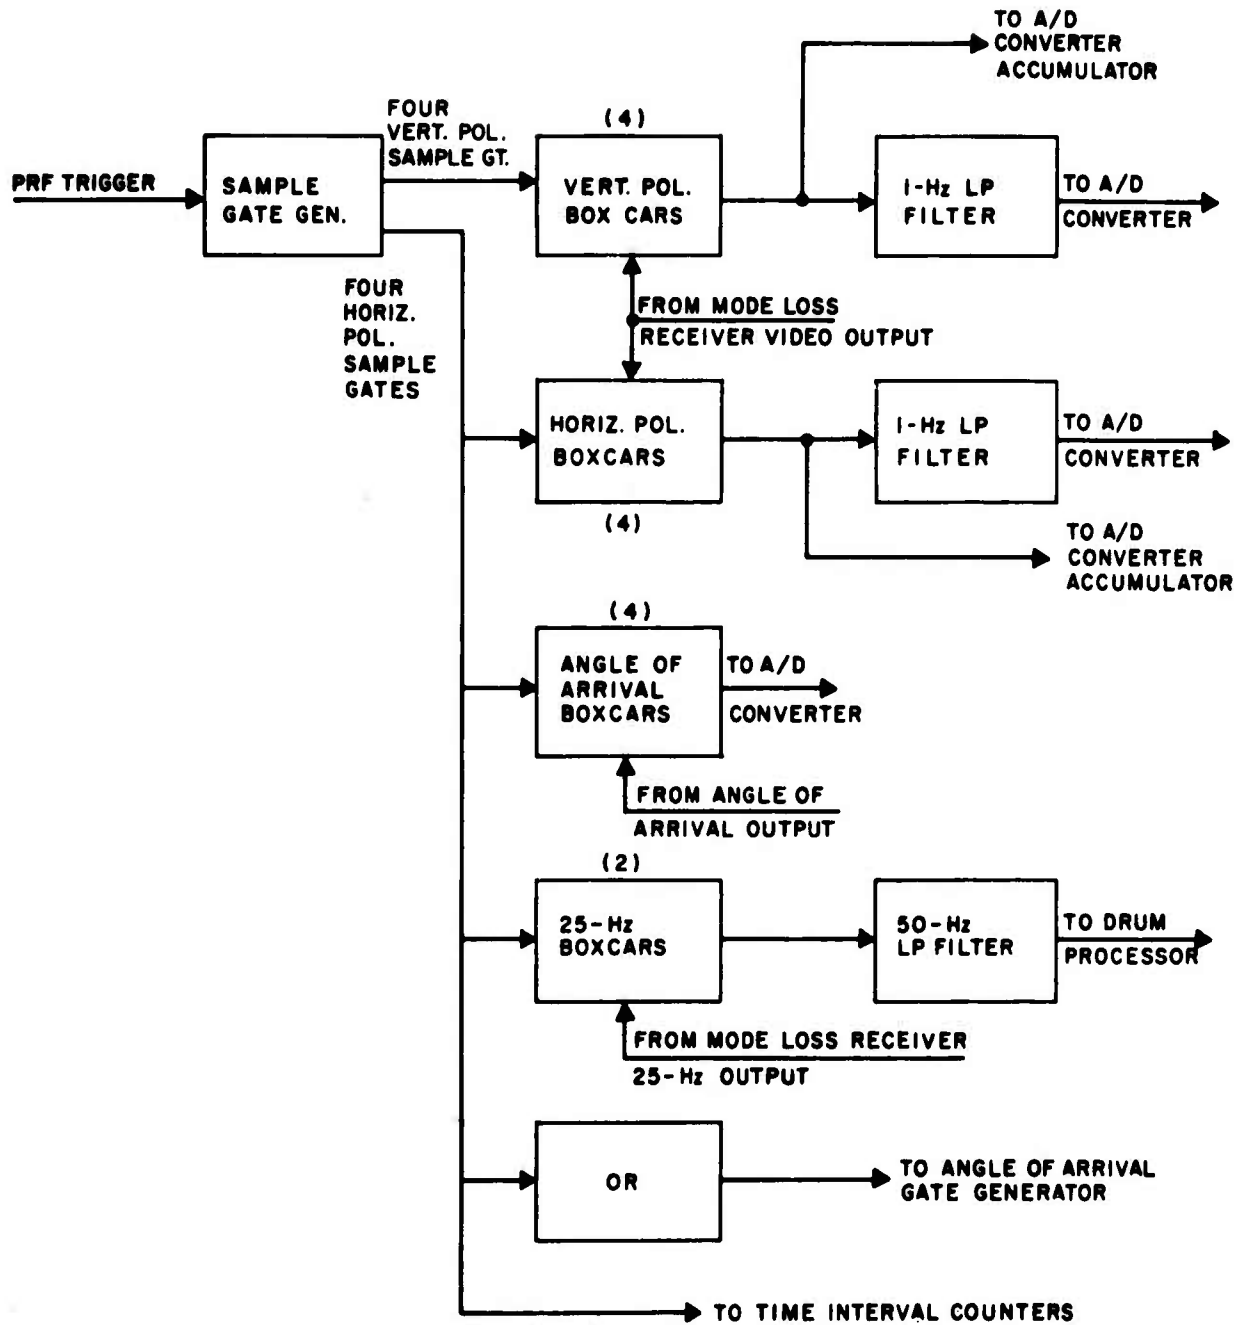 TO A/D
CONVERTER
ACCUMULATOR
FOUR
VERT. POL.
SAMPLE GT.
(4)
PRF TRIGGER
SAMPLE
GATE GEN.
VERT. POL.
BOX CARS
1-Hz LP
FILTER
TO A/D
CONVERTER
FOUR
HORIZ.
POL.
SAMPLE
GATES
FROM MODE LOSS
RECEIVER VIDEO OUTPUT
HORIZ. POL.
BOXCARS
(4)
1-Hz LP
FILTER
TO A/D
CONVERTER
TO A/D
CONVERTER
ACCUMULATOR
(4)
ANGLE OF
ARRIVAL
BOXCARS
TO A/D
CONVERTER
FROM ANGLE OF
ARRIVAL OUTPUT
(2)
25-Hz
BOXCARS
50-Hz
LP FILTER
TO DRUM
PROCESSOR
FROM MODE LOSS RECEIVER
25-Hz OUTPUT
OR
TO ANGLE OF ARRIVAL
GATE GENERATOR
TO TIME INTERVAL COUNTERS